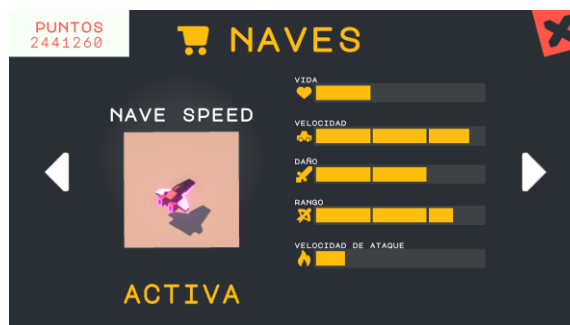 PUNTOS
2441260
NAVES
NAVE SPEED
ACTIVA
VIDA
VELOCIDAD
DAÑO
RANGO
VELOCIDAD DE ATAQUE